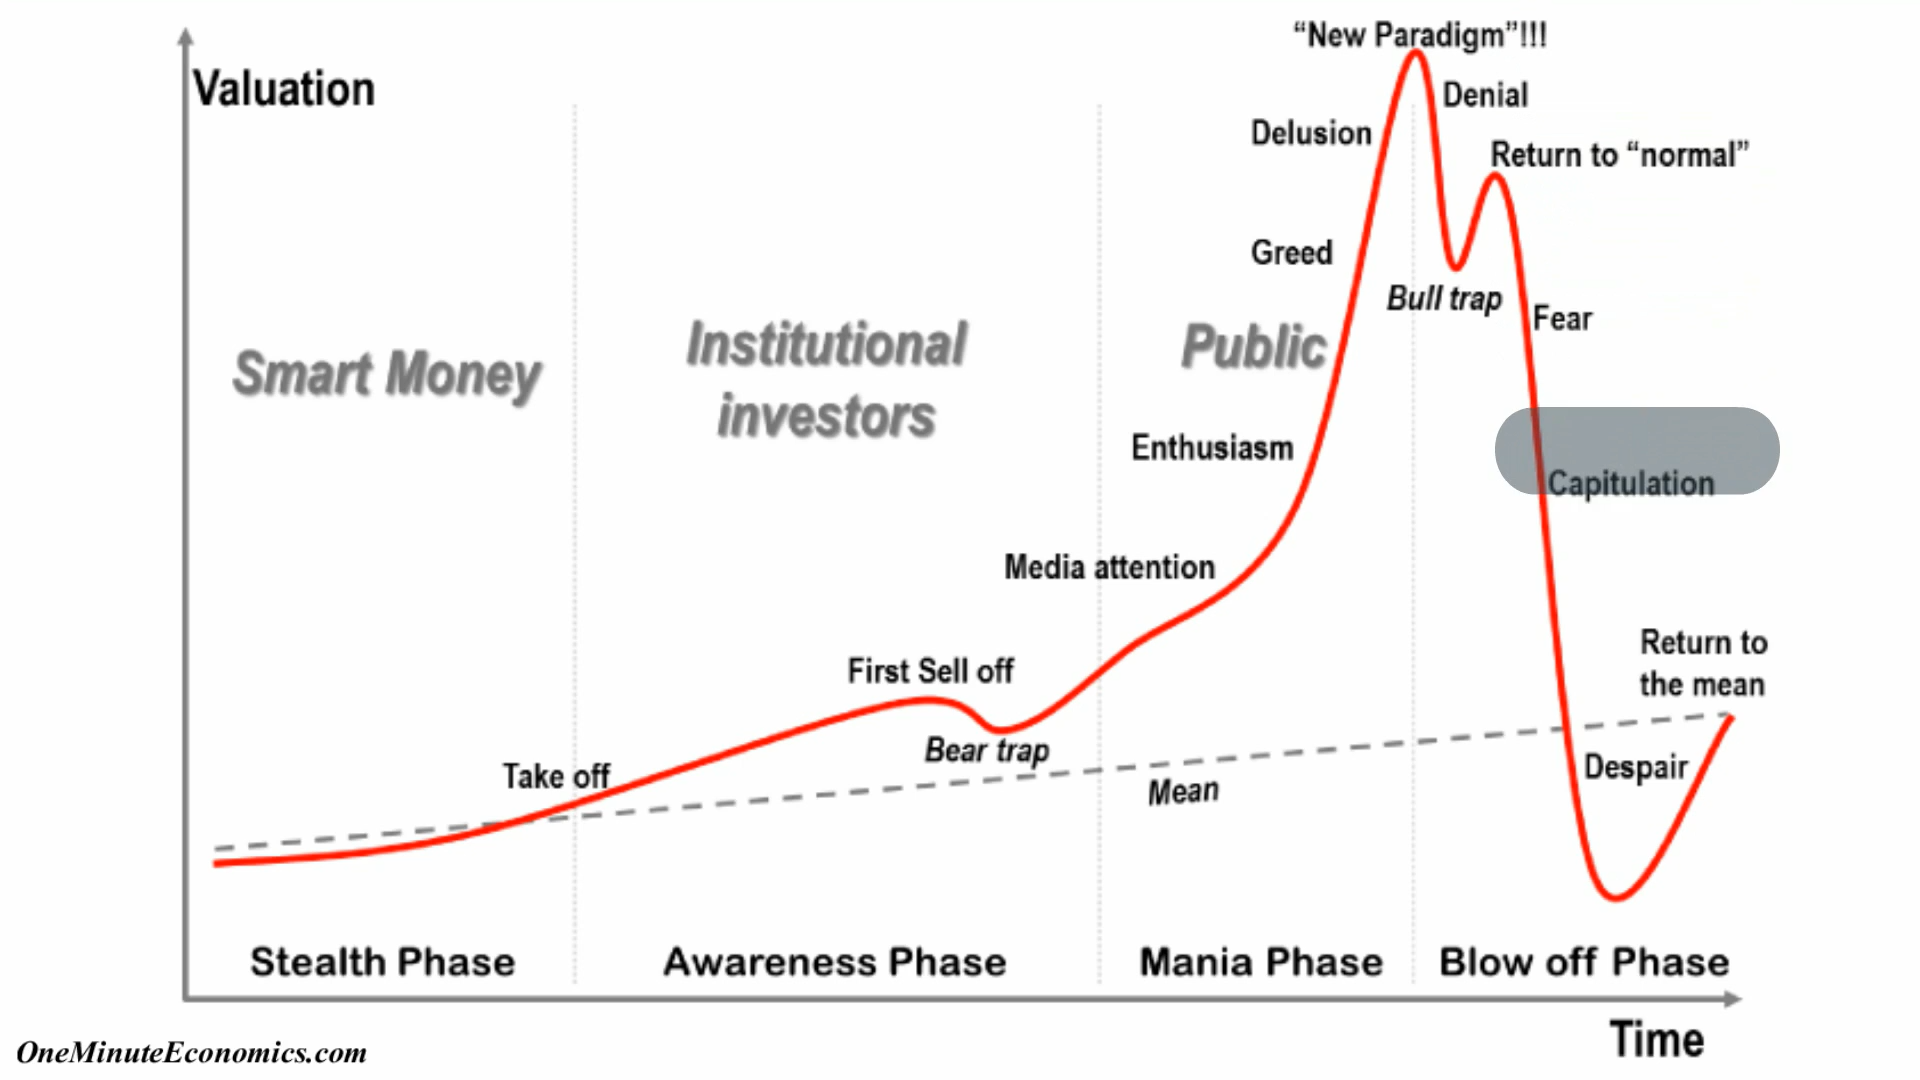 “New Paradigm”!!!
Valuation
Denial
Delusion
Return to “normal”
Greed
Bull trap
Fear
Smart Money
Institutional
investors
Public
Enthusiasm
Capitulation
Media attention
First Sell off
Return to
the mean
Bear trap
Take off
Mean
Despair
Stealth Phase
Awareness Phase
Mania Phase
Blow off Phase
Time
OneMinuteEconomics.com